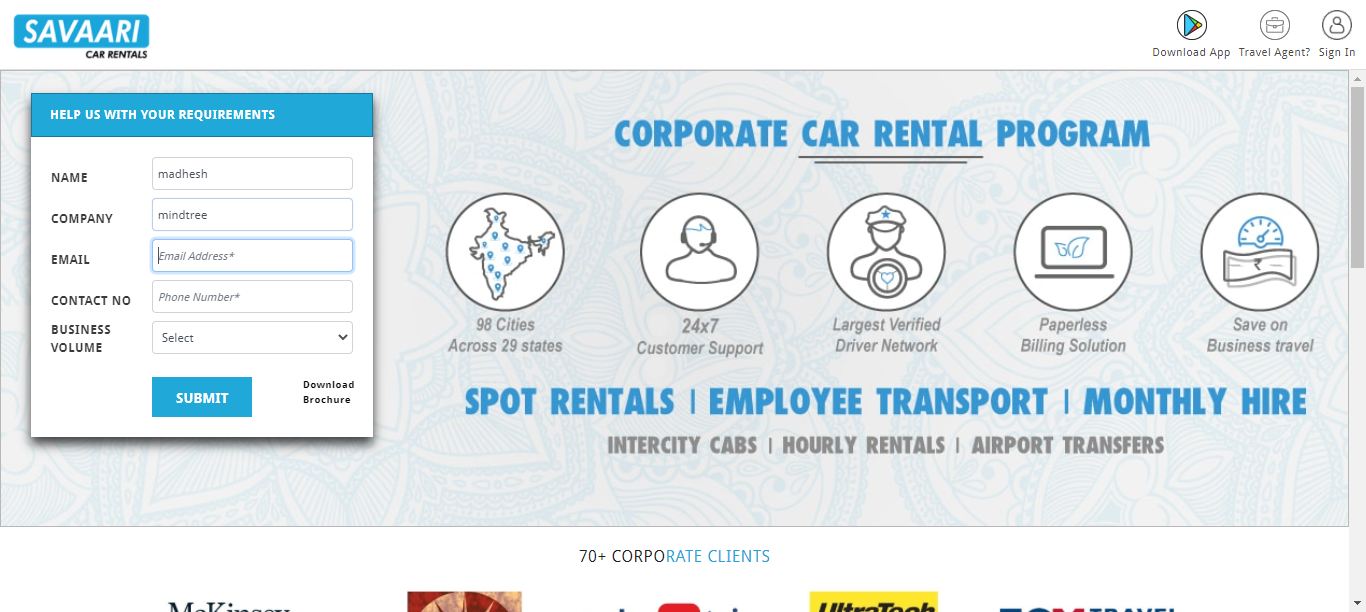 SAVAARI
CAR RENTALS
Download App
Travel Agent?
Sign In
HELP US WITH YOUR REQUIREMENTS
NAME
madhesh
COMPANY
mindtree
EMAIL
Email Address*
CONTACT NO
Phone Number*
BUSINESS
VOLUME
Select
SUBMIT
Download
Brochure
CORPORATE CAR RENTAL PROGRAM
98 Cities
Across 29 states
24x7
Customer Support
Largest Verified
Driver Network
Paperless
Billing Solution
₹
Save on
Business travel
SPOT RENTALS | EMPLOYEE TRANSPORT | MONTHLY HIRE
INTERCITY CABS | HOURLY RENTALS | AIRPORT TRANSFERS
70+ CORPORATE CLIENTS
McKinsey
UltraTech
TRAVEL